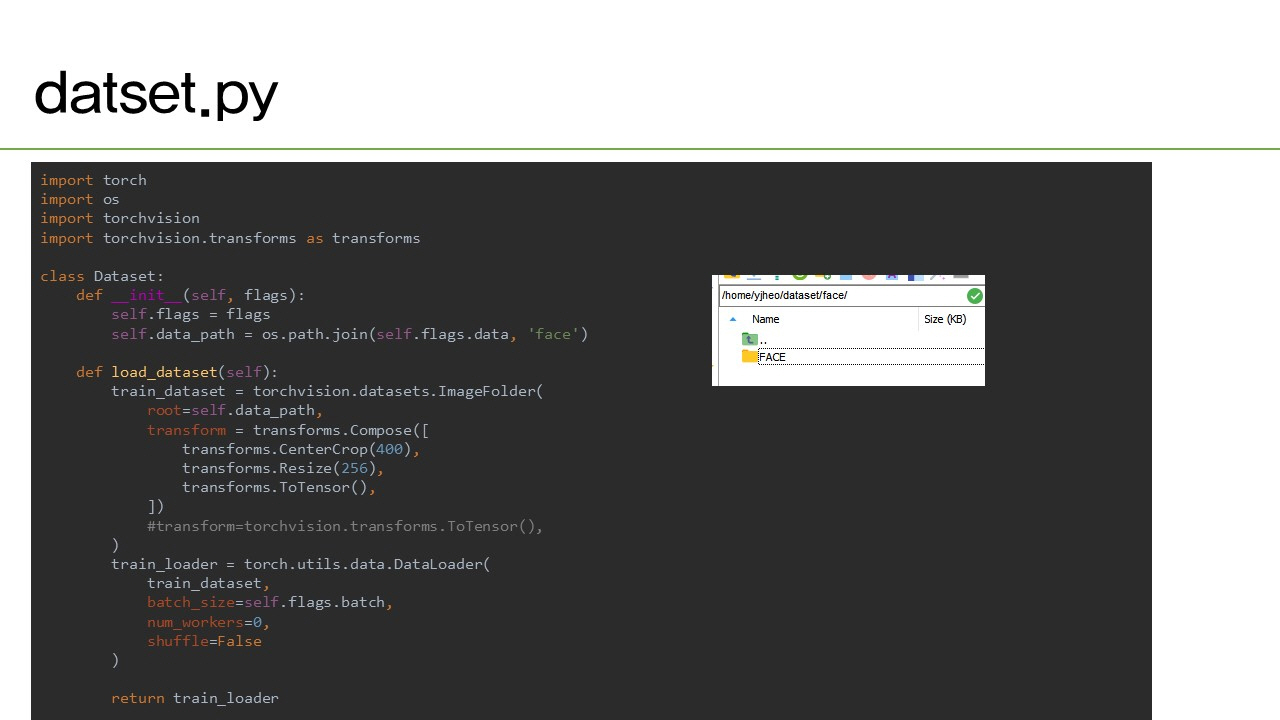 datset.py
import torch
import os
import torchvision
import torchvision.transforms as transforms
class Dataset:
    def __init__(self, flags):
        self.flags = flags
        self.data_path = os.path.join(self.flags.data, 'face')
    def load_dataset(self):
        train_dataset = torchvision.datasets.ImageFolder(
            root=self.data_path,
            transform = transforms.Compose([
                transforms.CenterCrop(400),
                transforms.Resize(256),
                transforms.ToTensor(),
            ])
            #transform=torchvision.transforms.ToTensor(),
        )
        train_loader = torch.utils.data.DataLoader(
            train_dataset,
            batch_size=self.flags.batch,
            num_workers=0,
            shuffle=False
        )
        return train_loader
/home/yjheo/dataset/face/
Name Size (KB)
..
FACE